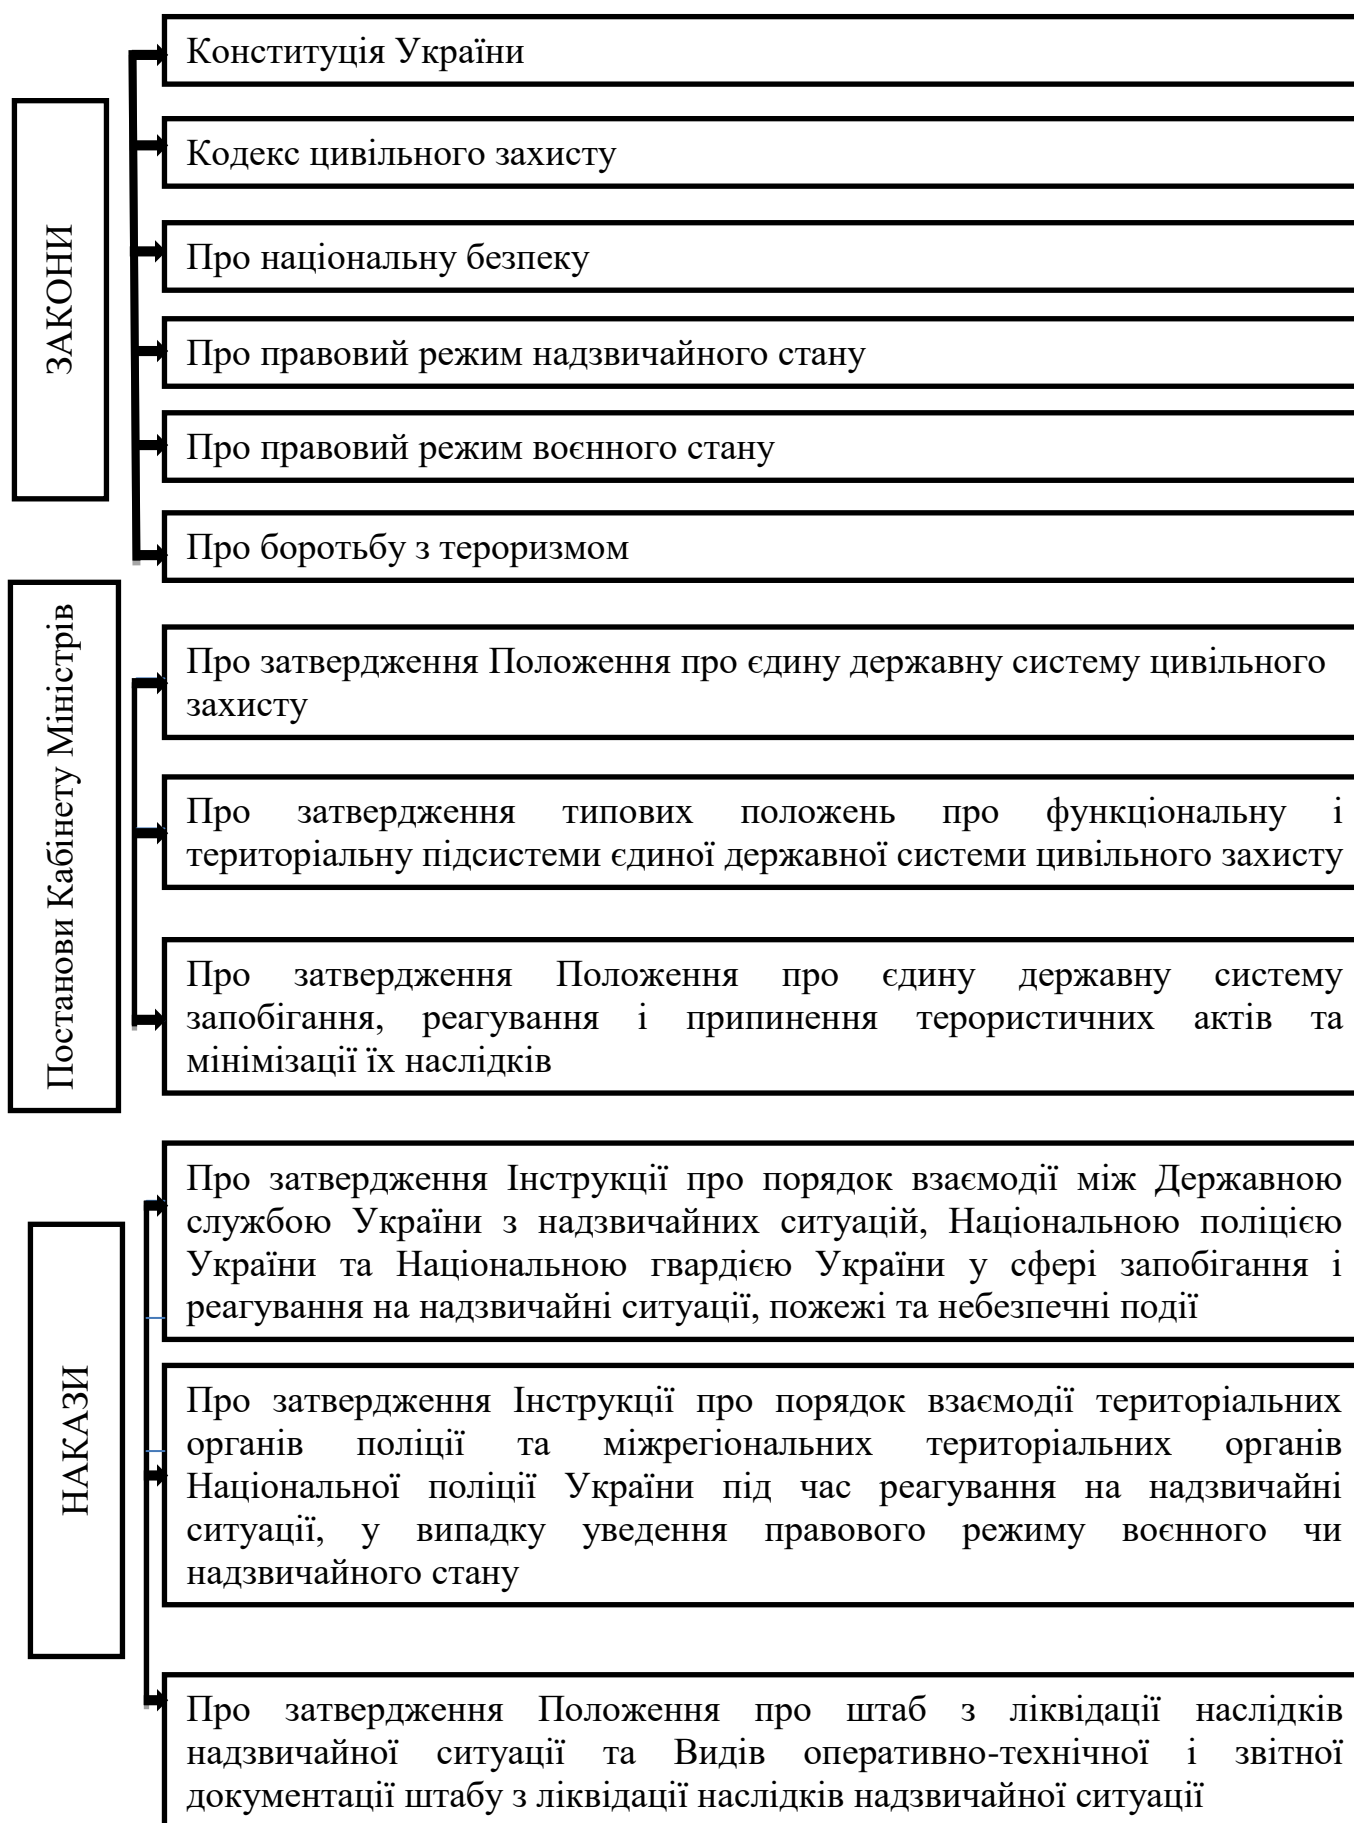 ЗАКОНИ
Конституція України
Кодекс цивільного захисту
Про національну безпеку
Про правовий режим надзвичайного стану
Про правовий режим воєнного стану
Про боротьбу з тероризмом
Постанови Кабінету Міністрів
Про затвердження Положення про єдину державну систему цивільного
захисту
Про затвердження типових положень про функціональну і
територіальну підсистеми єдиної державної системи цивільного захисту
Про затвердження Положення про єдину державну систему
запобігання, реагування і припинення терористичних актів та
мінімізації їх наслідків
НАКАЗИ
Про затвердження Інструкції про порядок взаємодії між Державною
службою України з надзвичайних ситуацій, Національною поліцією
України та Національною гвардією України у сфері запобігання і
реагування на надзвичайні ситуації, пожежі та небезпечні події
Про затвердження Інструкції про порядок взаємодії територіальних
органів поліції та міжрегіональних територіальних органів
Національної поліції України під час реагування на надзвичайні
ситуації, у випадку уведення правового режиму воєнного чи
надзвичайного стану
Про затвердження Положення про штаб з ліквідації наслідків
надзвичайної ситуації та Видів оперативно-технічної і звітної
документації штабу з ліквідації наслідків надзвичайної ситуації